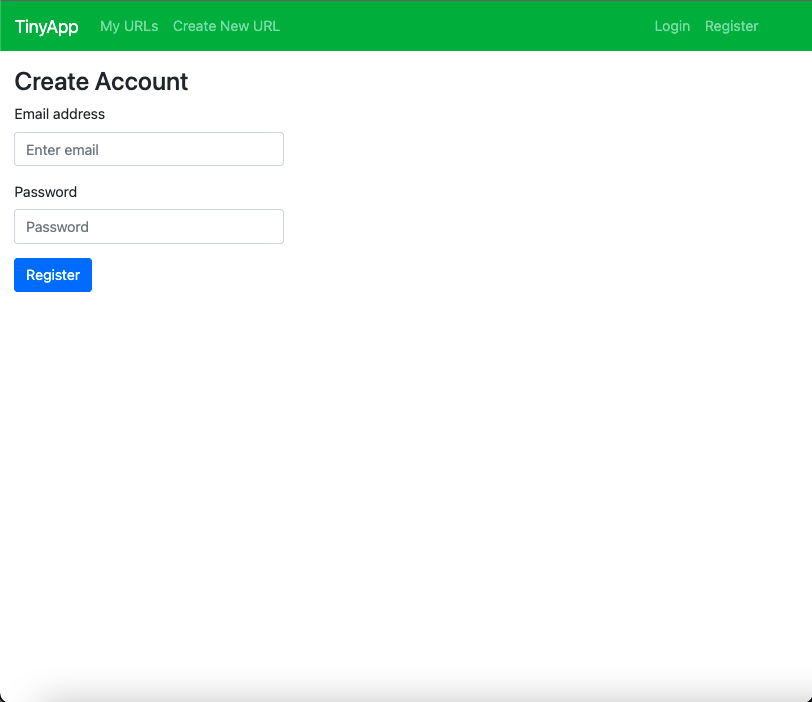 TinyApp My URLs Create New URL Login Register
Create Account
Email address
Enter email
Password
Password
Register